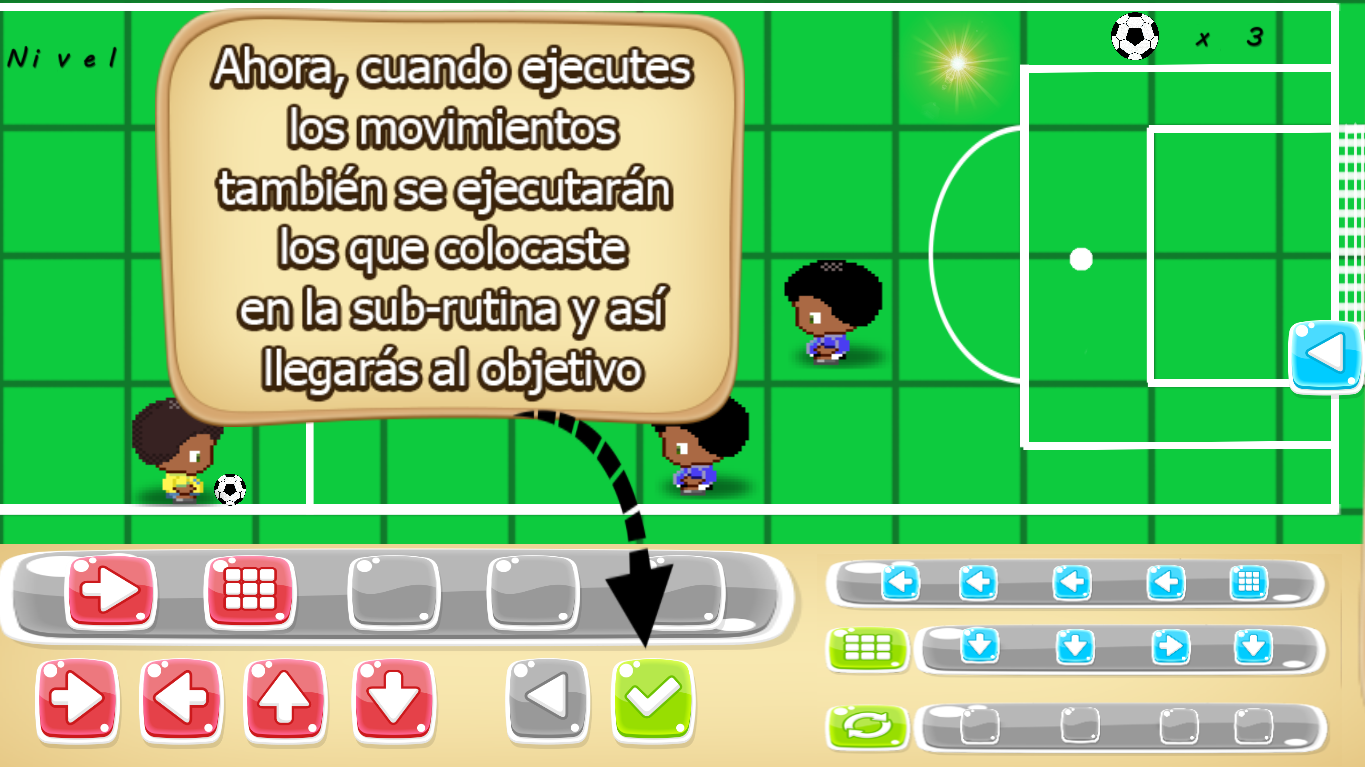 Nivel
x 3
Ahora, cuando ejecutes
los movimientos
también se ejecutarán
los que colocaste
en la sub-rutina y así
llegarás al objetivo